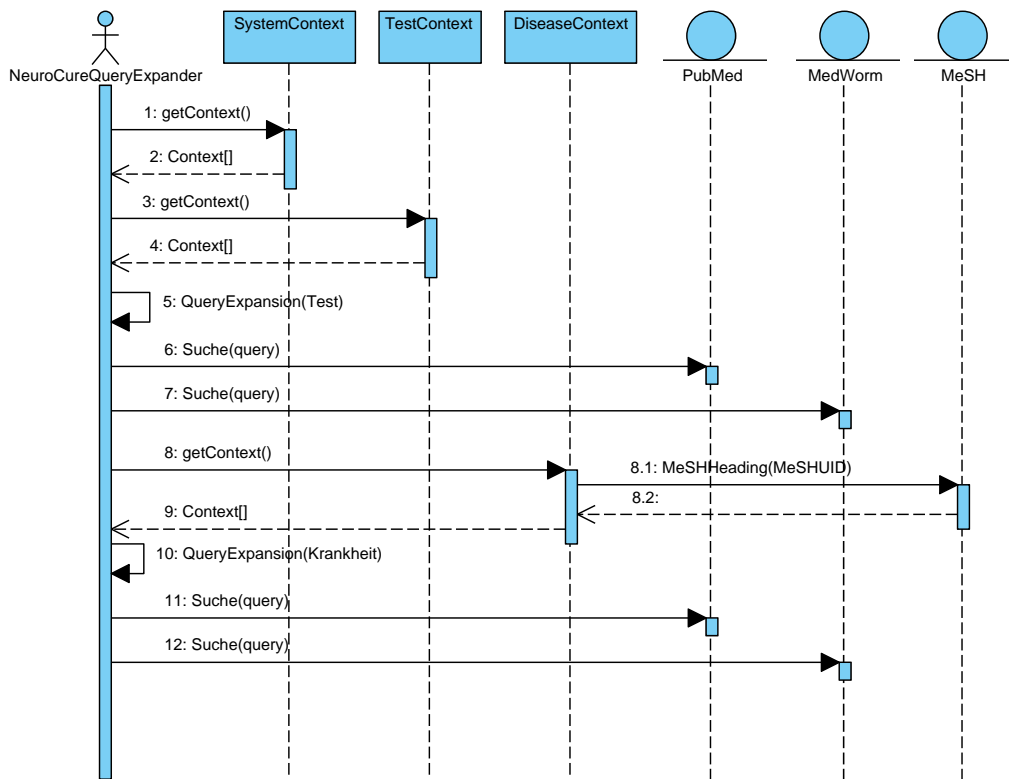 SystemContext
TestContext
DiseaseContext
NeuroCureQueryExpander
PubMed
MedWorm
MeSH
1: getContext()
2: Context[]
3: getContext()
4: Context[]
5: QueryExpansion(Test)
6: Suche(query)
7: Suche(query)
8: getContext()
8.1: MeSHHeading(MeSHUID)
8.2:
9: Context[]
10: QueryExpansion(Krankheit)
11: Suche(query)
12: Suche(query)